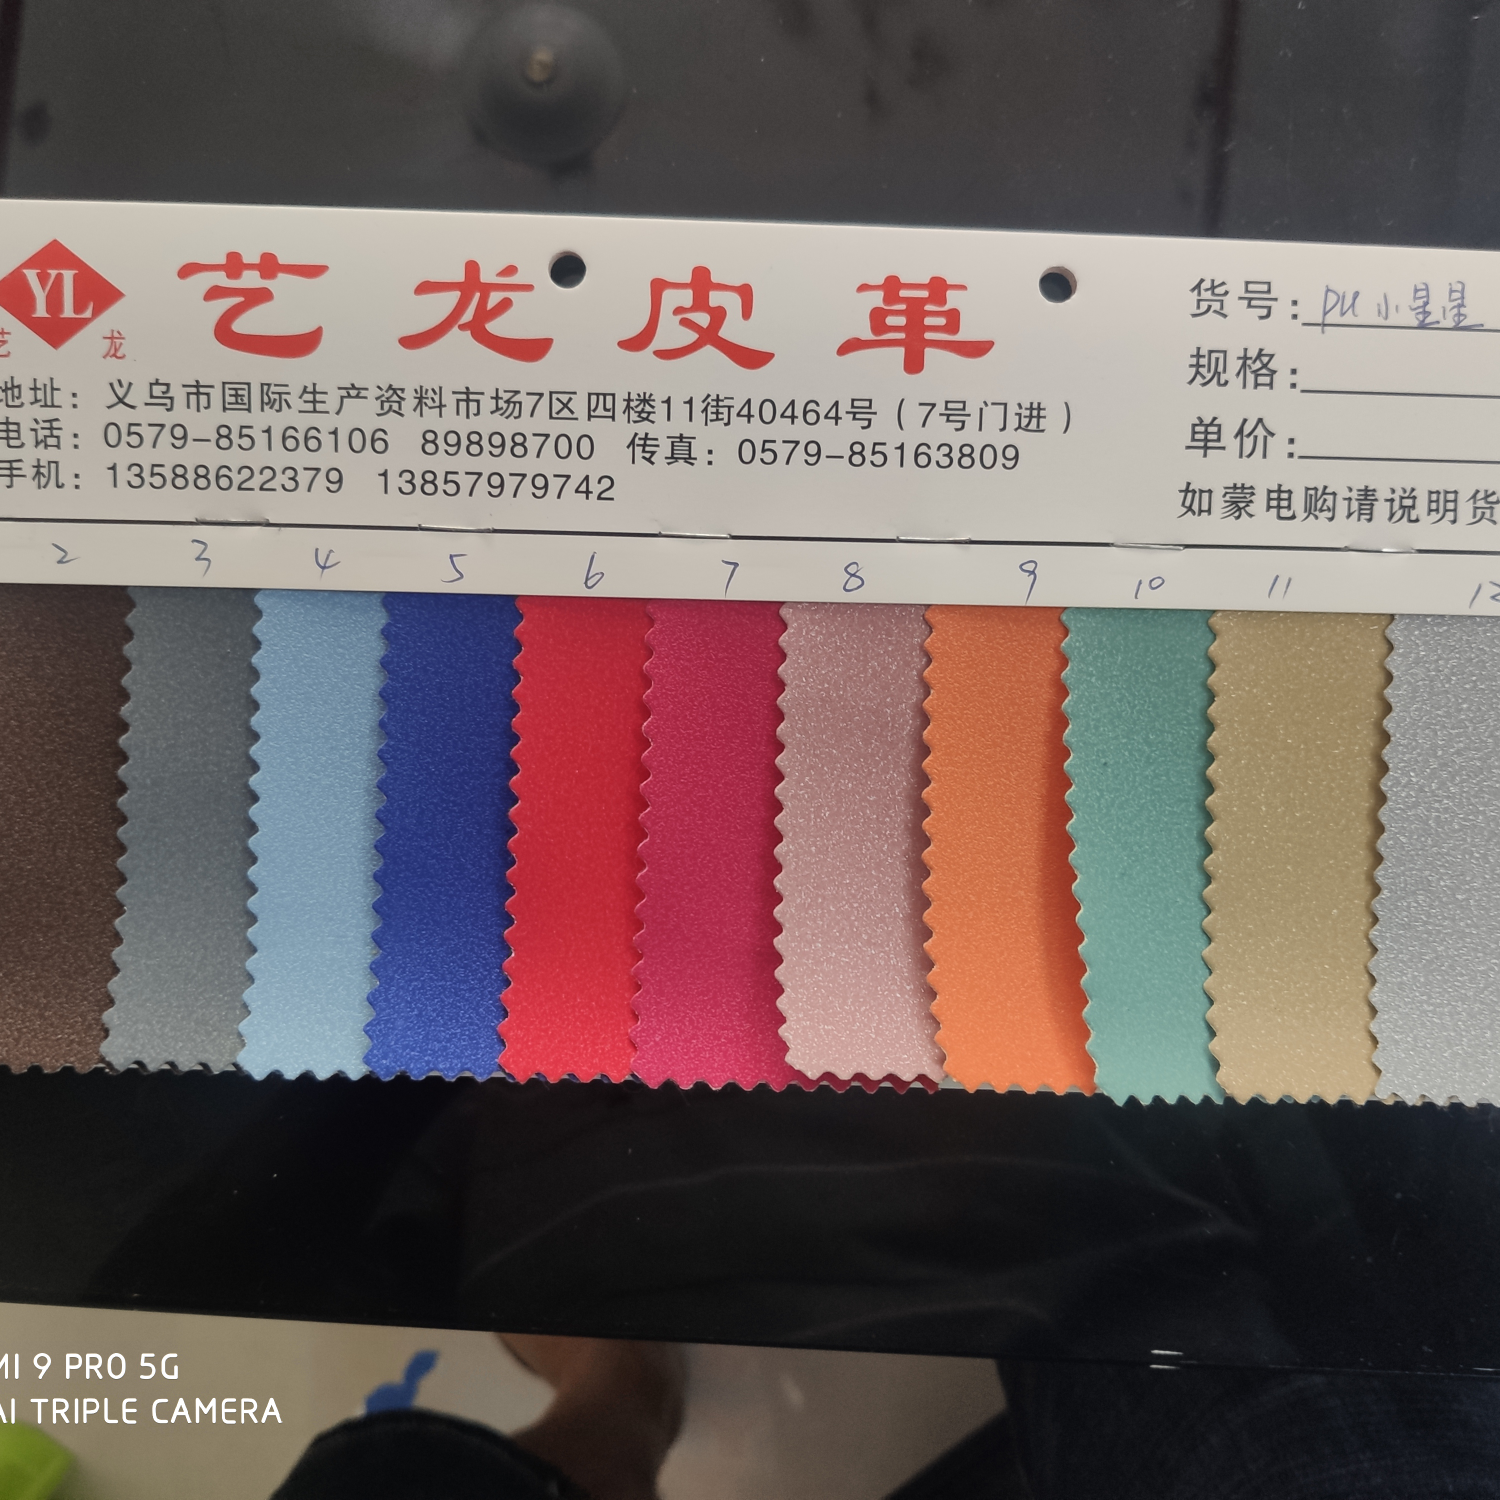 YL
艺 龙
艺龙皮革
地址：义乌市国际生产资料市场7区四楼11街40464号（7号门进）
电话：0579-85166106 89898700 传真：0579-85163809
手机：13588622379 13857979742
货号：PU小星星
规格：
单价：
如蒙电购请说明货
2 3 4 5 6 7 8 9 10 11 12
MI 9 PRO 5G
AI TRIPLE CAMERA